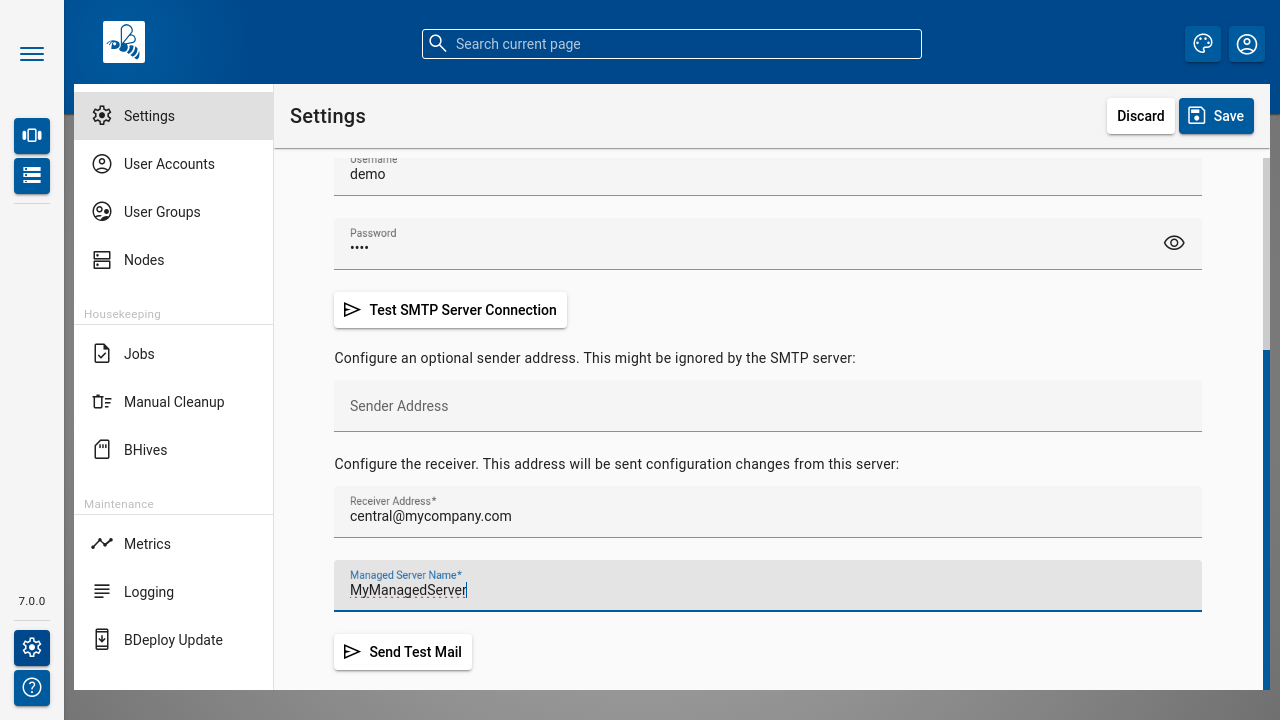 Search current page
Settings
User Accounts
User Groups
Nodes
Housekeeping
Jobs
Manual Cleanup
BHives
Maintenance
Metrics
Logging
BDeploy Update
7.0.0
Settings
Discard
Save
Username
demo
Password
••••
Test SMTP Server Connection
Configure an optional sender address. This might be ignored by the SMTP server:
Sender Address
Configure the receiver. This address will be sent configuration changes from this server:
Receiver Address*
central@mycompany.com
Managed Server Name*
MyManagedServer
Send Test Mail